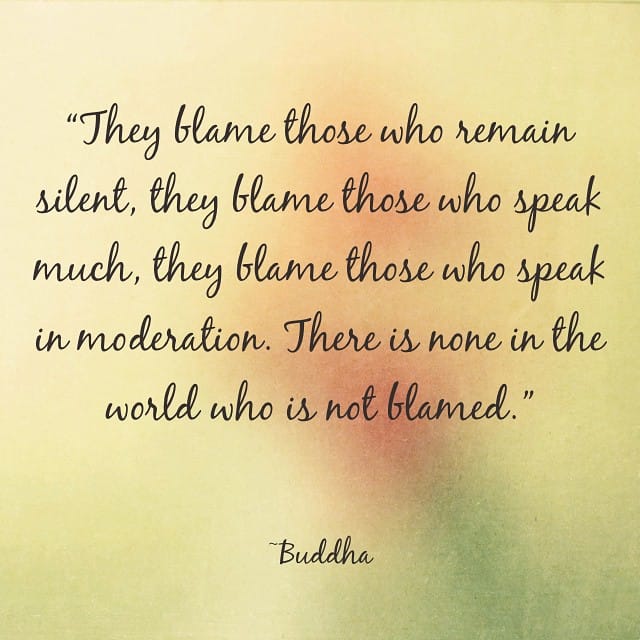 “They blame those who remain
silent, they blame those who speak
much, they blame those who speak
in moderation. There is none in the
world who is not blamed.”
~Buddha